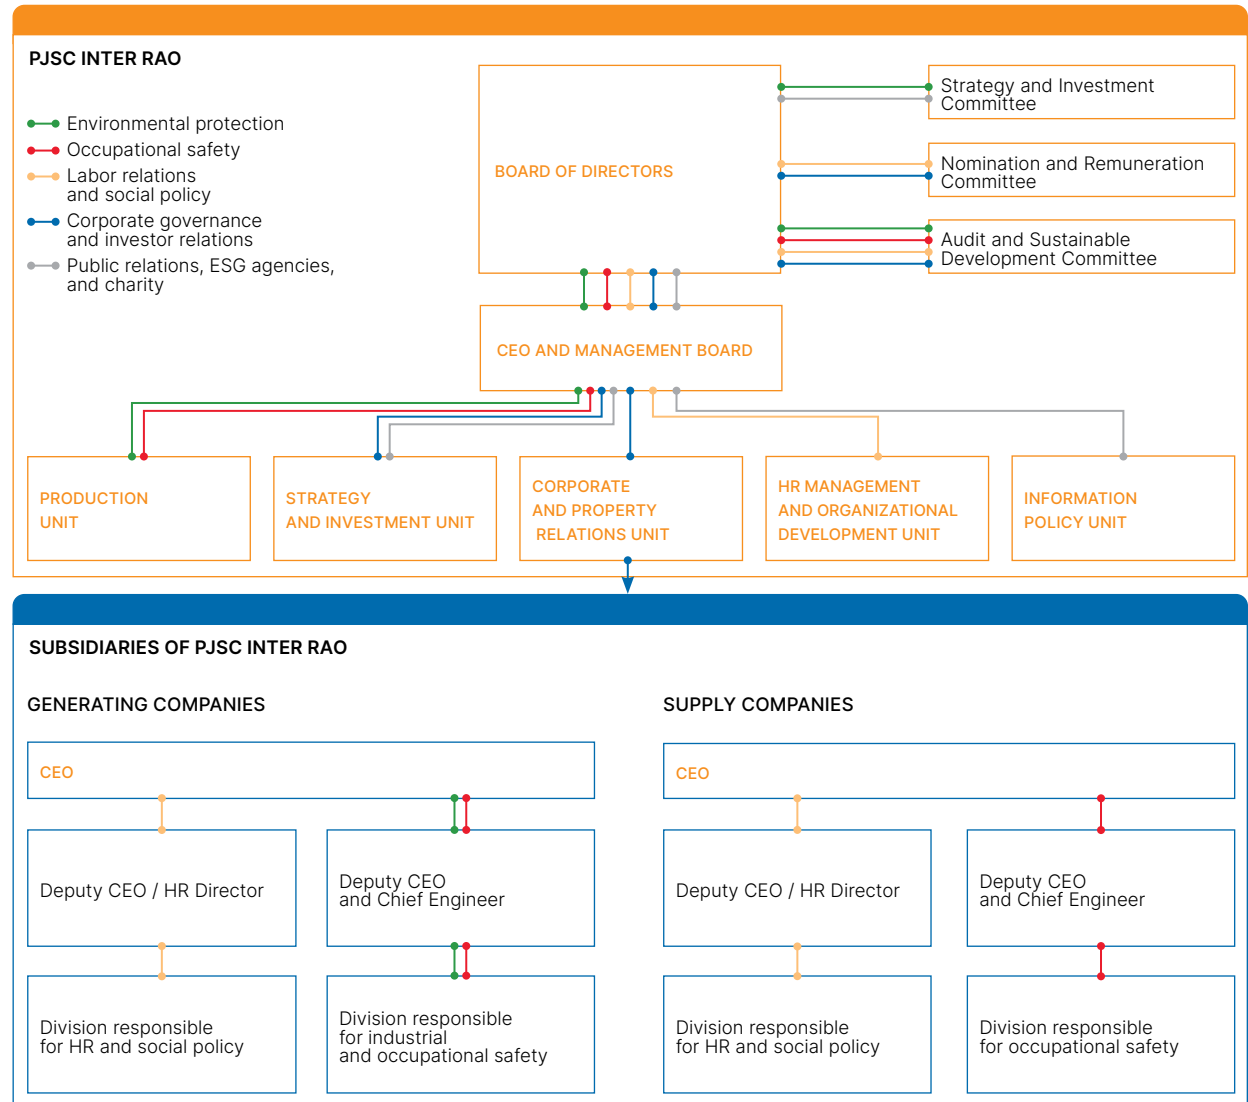 PJSC INTER RAO
Environmental protection
Occupational safety
Labor relations
and social policy
Corporate governance
and investor relations
Public relations, ESG agencies,
and charity
BOARD OF DIRECTORS
Strategy and Investment
Committee
Nomination and Remuneration
Committee
Audit and Sustainable
Development Committee
CEO AND MANAGEMENT BOARD
PRODUCTION
UNIT
STRATEGY
AND INVESTMENT UNIT
CORPORATE
AND PROPERTY
RELATIONS UNIT
HR MANAGEMENT
AND ORGANIZATIONAL
DEVELOPMENT UNIT
INFORMATION
POLICY UNIT
SUBSIDIARIES OF PJSC INTER RAO
GENERATING COMPANIES
CEO
Deputy CEO / HR Director
Deputy CEO
and Chief Engineer
Division responsible
for HR and social policy
Division responsible
for industrial
and occupational safety
SUPPLY COMPANIES
CEO
Deputy CEO / HR Director
Deputy CEO
and Chief Engineer
Division responsible
for HR and social policy
Division responsible
for occupational safety